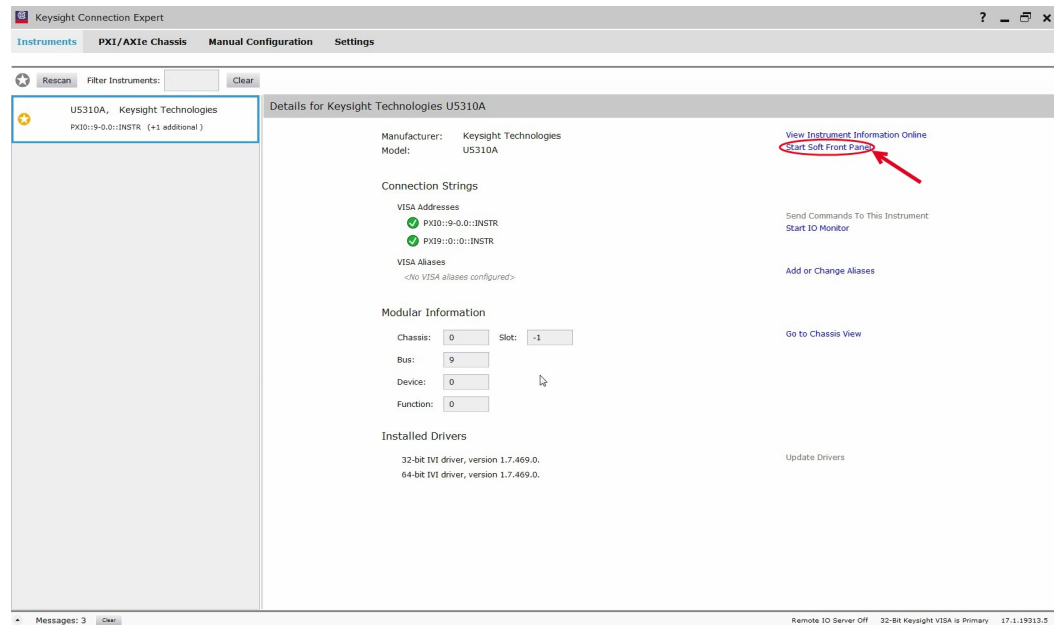 Keysight Connection Expert
?
Instruments PXI/AXIe Chassis Manual Configuration Settings
Rescan Filter Instruments: Clear
U5310A, Keysight Technologies
PXI0::9-0.0::INSTR (+1 additional )
Details for Keysight Technologies U5310A
Manufacturer: Keysight Technologies
Model: U5310A
View Instrument Information Online
Start Soft Front Panel
Connection Strings
VISA Addresses
PXI0::9-0.0::INSTR
PXI9::0::0::INSTR
Send Commands To This Instrument
Start IO Monitor
VISA Aliases
<No VISA aliases configured>
Add or Change Aliases
Modular Information
Chassis: 0 Slot: -1
Go to Chassis View
Bus: 9
Device: 0
Function: 0
Installed Drivers
32-bit IVI driver, version 1.7.469.0.
64-bit IVI driver, version 1.7.469.0.
Update Drivers
Messages: 3 Clear
Remote IO Server Off 32-Bit Keysight VISA is Primary 17.1.19313.5